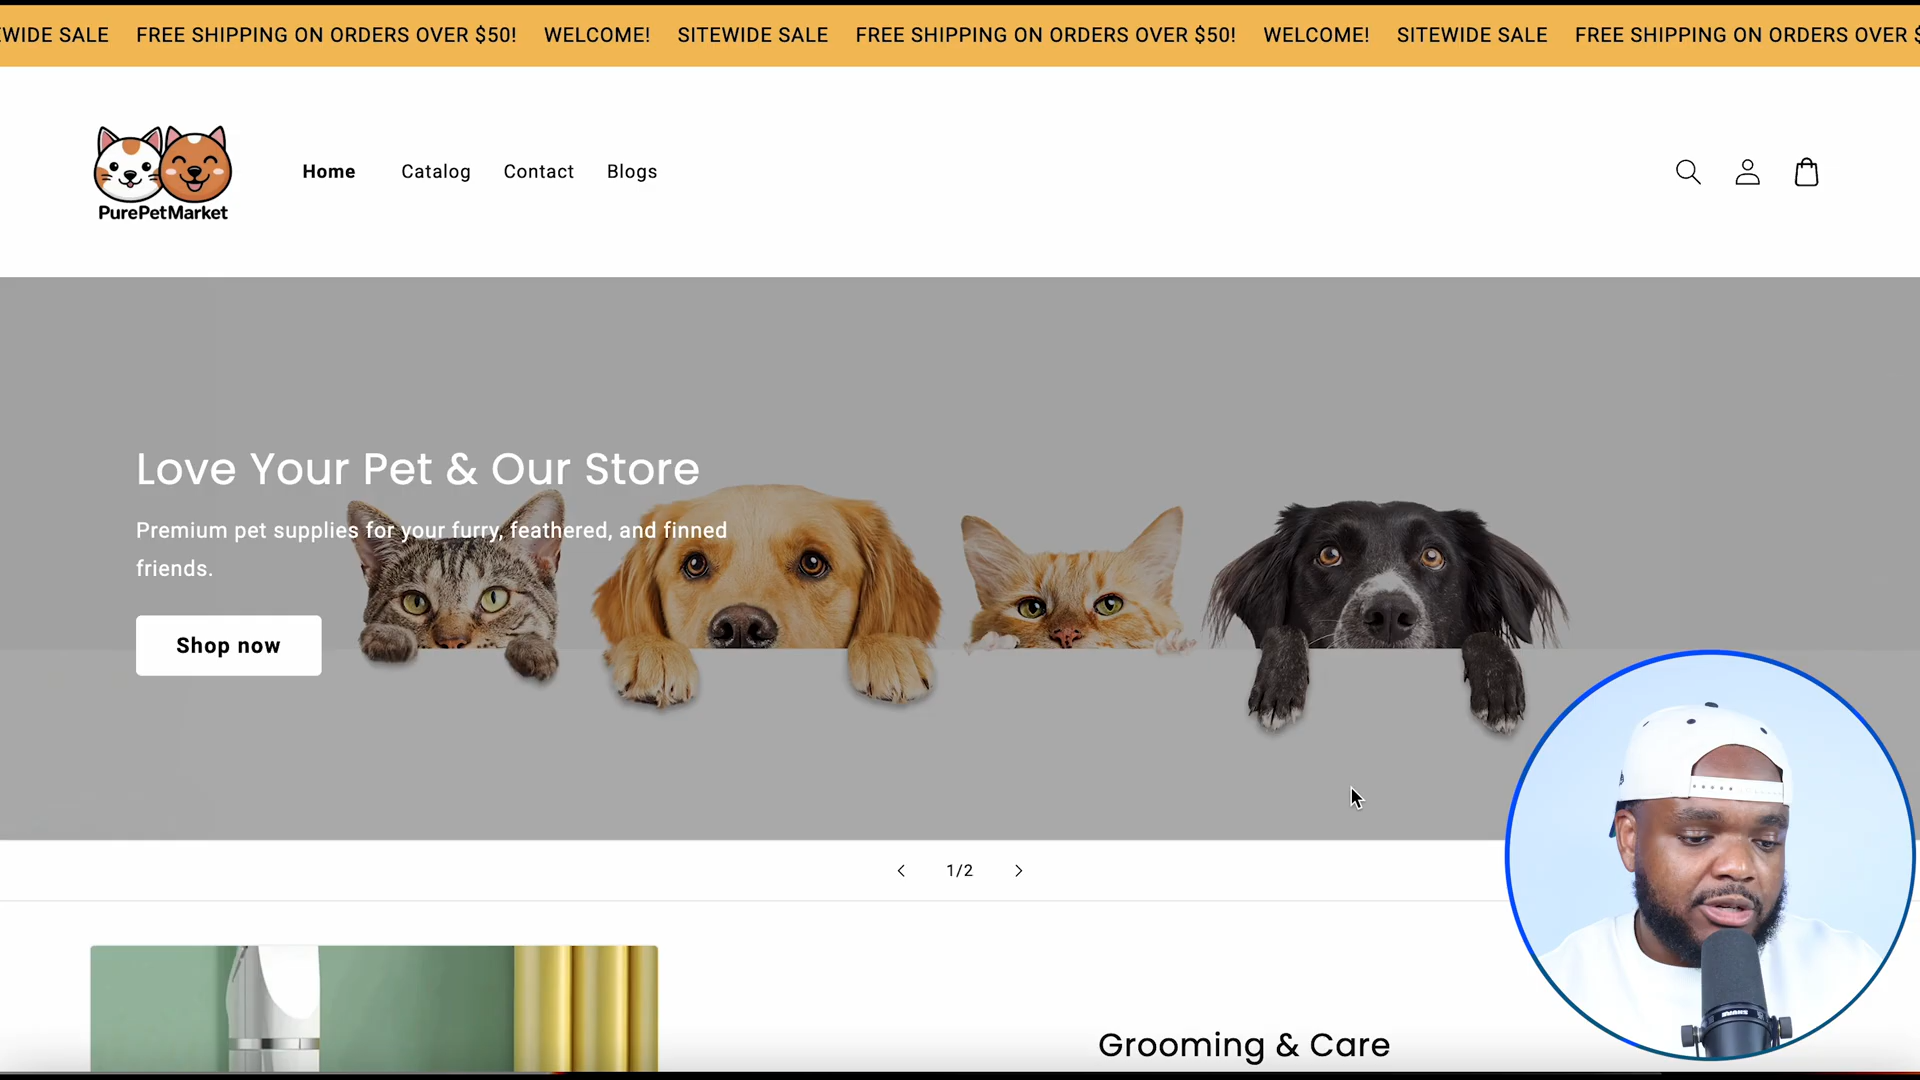 WIDE SALE FREE SHIPPING ON ORDERS OVER $50! WELCOME! SITEWIDE SALE FREE SHIPPING ON ORDERS OVER $50! WELCOME! SITEWIDE SALE FREE SHIPPING ON ORDERS OVER $
PurePetMarket
Home Catalog Contact Blogs
Love Your Pet & Our Store
Premium pet supplies for your furry, feathered, and finned
friends.
Shop now
1/2
Grooming & Care